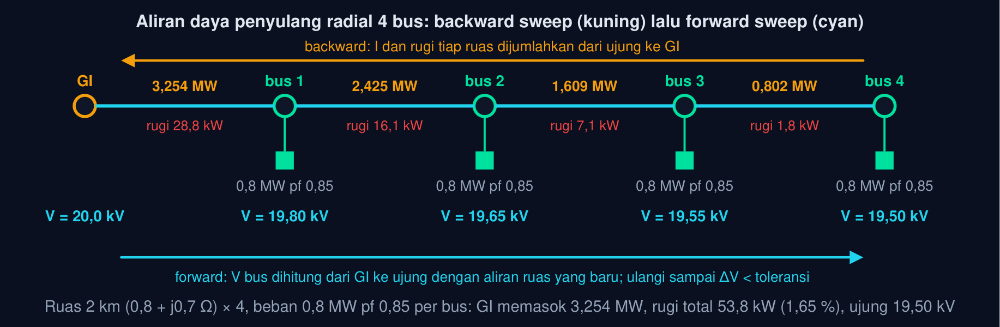 Aliran daya penyulang radial 4 bus: backward sweep (kuning) lalu forward sweep (cyan)
backward: I dan rugi tiap ruas dijumlahkan dari ujung ke GI
GI
3,254 MW
bus 1
2,425 MW
bus 2
1,609 MW
bus 3
0,802 MW
bus 4
rugi 28,8 kW
rugi 16,1 kW
rugi 7,1 kW
rugi 1,8 kW
0,8 MW pf 0,85
0,8 MW pf 0,85
0,8 MW pf 0,85
0,8 MW pf 0,85
V = 20,0 kV
V = 19,80 kV
V = 19,65 kV
V = 19,55 kV
V = 19,50 kV
forward: V bus dihitung dari GI ke ujung dengan aliran ruas yang baru; ulangi sampai ΔV < toleransi
Ruas 2 km (0,8 + j0,7 Ω) × 4, beban 0,8 MW pf 0,85 per bus: GI memasok 3,254 MW, rugi total 53,8 kW (1,65 %), ujung 19,50 kV